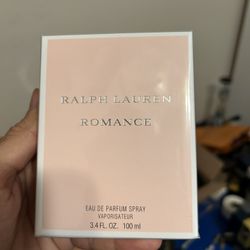 RALPH LAUREN
ROMANCE
EAU DE PARFUM SPRAY
VAPORISATEUR
3.4 FL. OZ. 100 ml